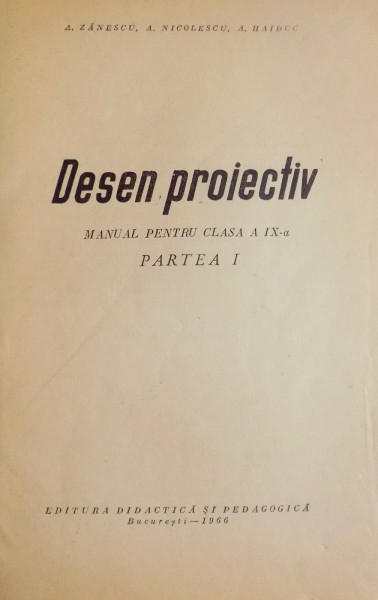 A. ZĂNESCU, A. NICOLESCU, A. HAIDUC
Desen proiectiv
MANUAL PENTRU CLASA A IX-a
PARTEA I
EDITURA DIDACTICĂ ȘI PEDAGOGICĂ
București — 1966